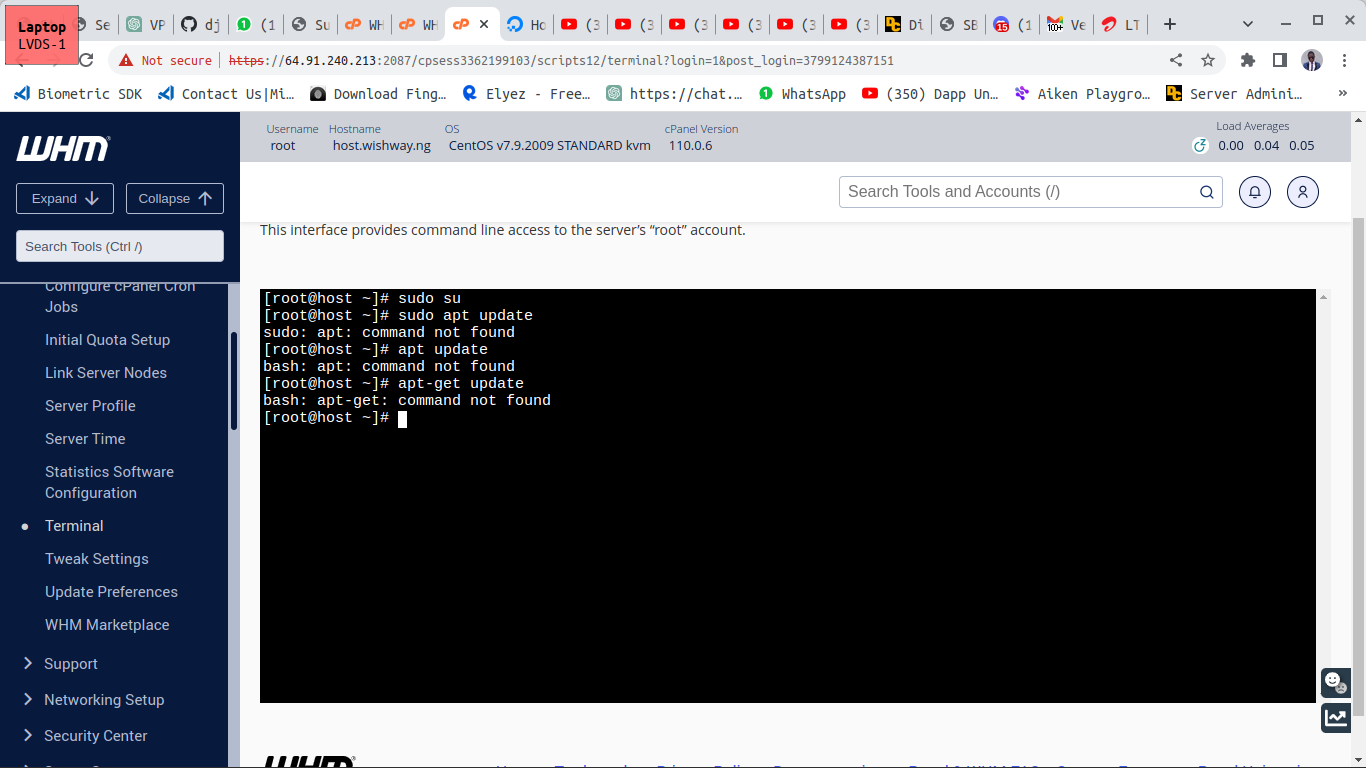 Laptop
LVDS-1
Se
VP
dj
(1
Su
WH
WH
Ho
(3
(3
(3
(3
(3
(3
Di
SB
15
(1
100+
Ve
LT
Not secure
https://64.91.240.213:2087/cpsess3362199103/scripts12/terminal?login=1&post_login=3799124387151
Biometric SDK
Contact Us|Mi…
Download Fing…
Elyez - Free…
https://chat.…
WhatsApp
(350) Dapp Un…
Aiken Playgro…
Server Admini…
»
WHM
Username
root
Hostname
host.wishway.ng
OS
CentOS v7.9.2009 STANDARD kvm
cPanel Version
110.0.6
Load Averages
0.00 0.04 0.05
Expand
Collapse
Search Tools (Ctrl /)
Search Tools and Accounts (/)
Configure cPanel Cron
Jobs
Initial Quota Setup
Link Server Nodes
Server Profile
Server Time
Statistics Software
Configuration
Terminal
Tweak Settings
Update Preferences
WHM Marketplace
Support
Networking Setup
Security Center
This interface provides command line access to the server’s “root” account.
[root@host ~]# sudo su
[root@host ~]# sudo apt update
sudo: apt: command not found
[root@host ~]# apt update
bash: apt: command not found
[root@host ~]# apt-get update
bash: apt-get: command not found
[root@host ~]#
WHM